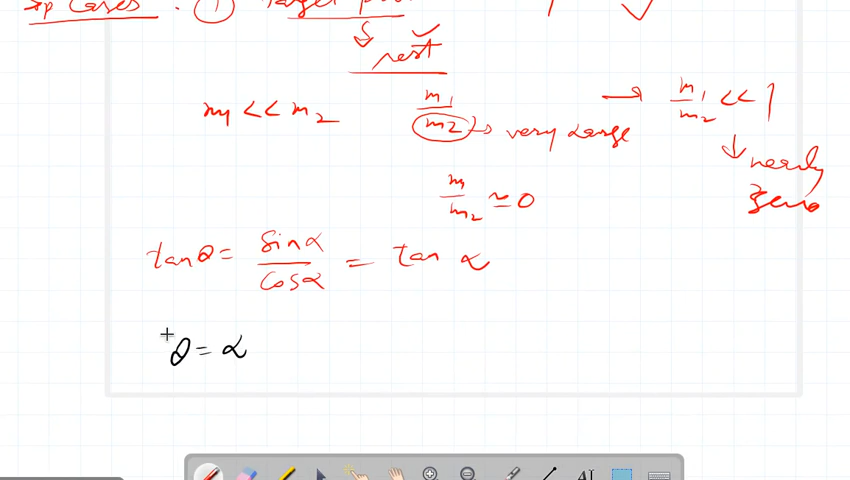 Sp Cases : ① Target
rest
m1 << m2 m1/m2 → very large → m1/m2 << 1
nearly
zero
m1/m2 ≃ 0
tanθ = sinα/cosα = tan α
θ = α